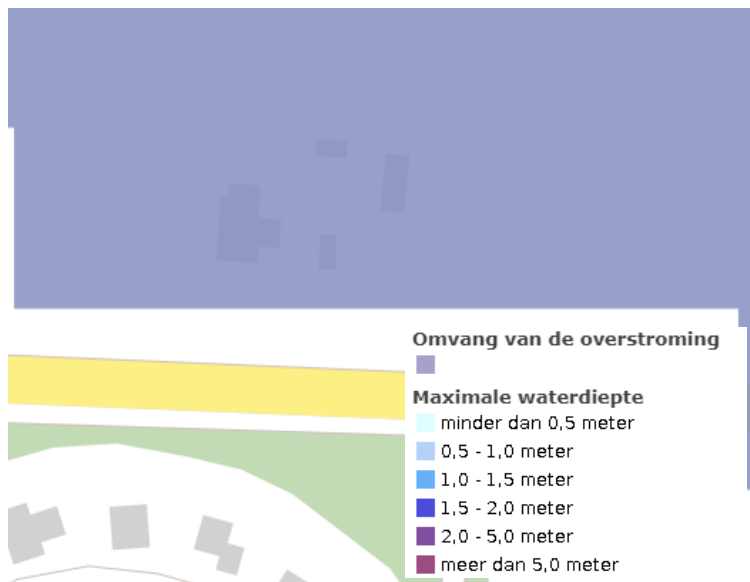 Omvang van de overstroming
Maximale waterdiepte
minder dan 0,5 meter
0,5 - 1,0 meter
1,0 - 1,5 meter
1,5 - 2,0 meter
2,0 - 5,0 meter
meer dan 5,0 meter